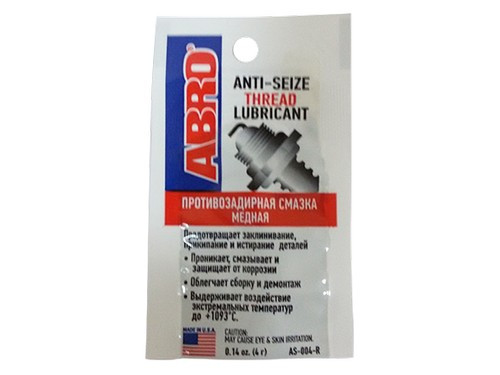 ABRO®
ANTI-SEIZE
THREAD
LUBRICANT
ПРОТИВОЗАДИРНАЯ СМАЗКА
МЕДНАЯ
Предотвращает заклинивание,
прикипание и истирание деталей
• Проникает, смазывает и
защищает от коррозии
• Облегчает сборку и демонтаж
• Выдерживает воздействие
экстремальных температур
до +1093°С.
MADE IN U.S.A.
CAUTION:
MAY CAUSE EYE & SKIN IRRITATION.
0.14 oz. (4 г) AS-004-R